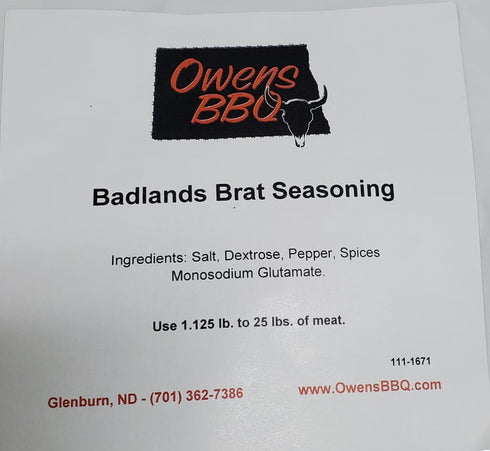 Owens
BBQ
Badlands Brat Seasoning
Ingredients: Salt, Dextrose, Pepper, Spices
Monosodium Glutamate.
Use 1.125 lb. to 25 lbs. of meat.
111-1671
Glenburn, ND - (701) 362-7386
www.OwensBBQ.com